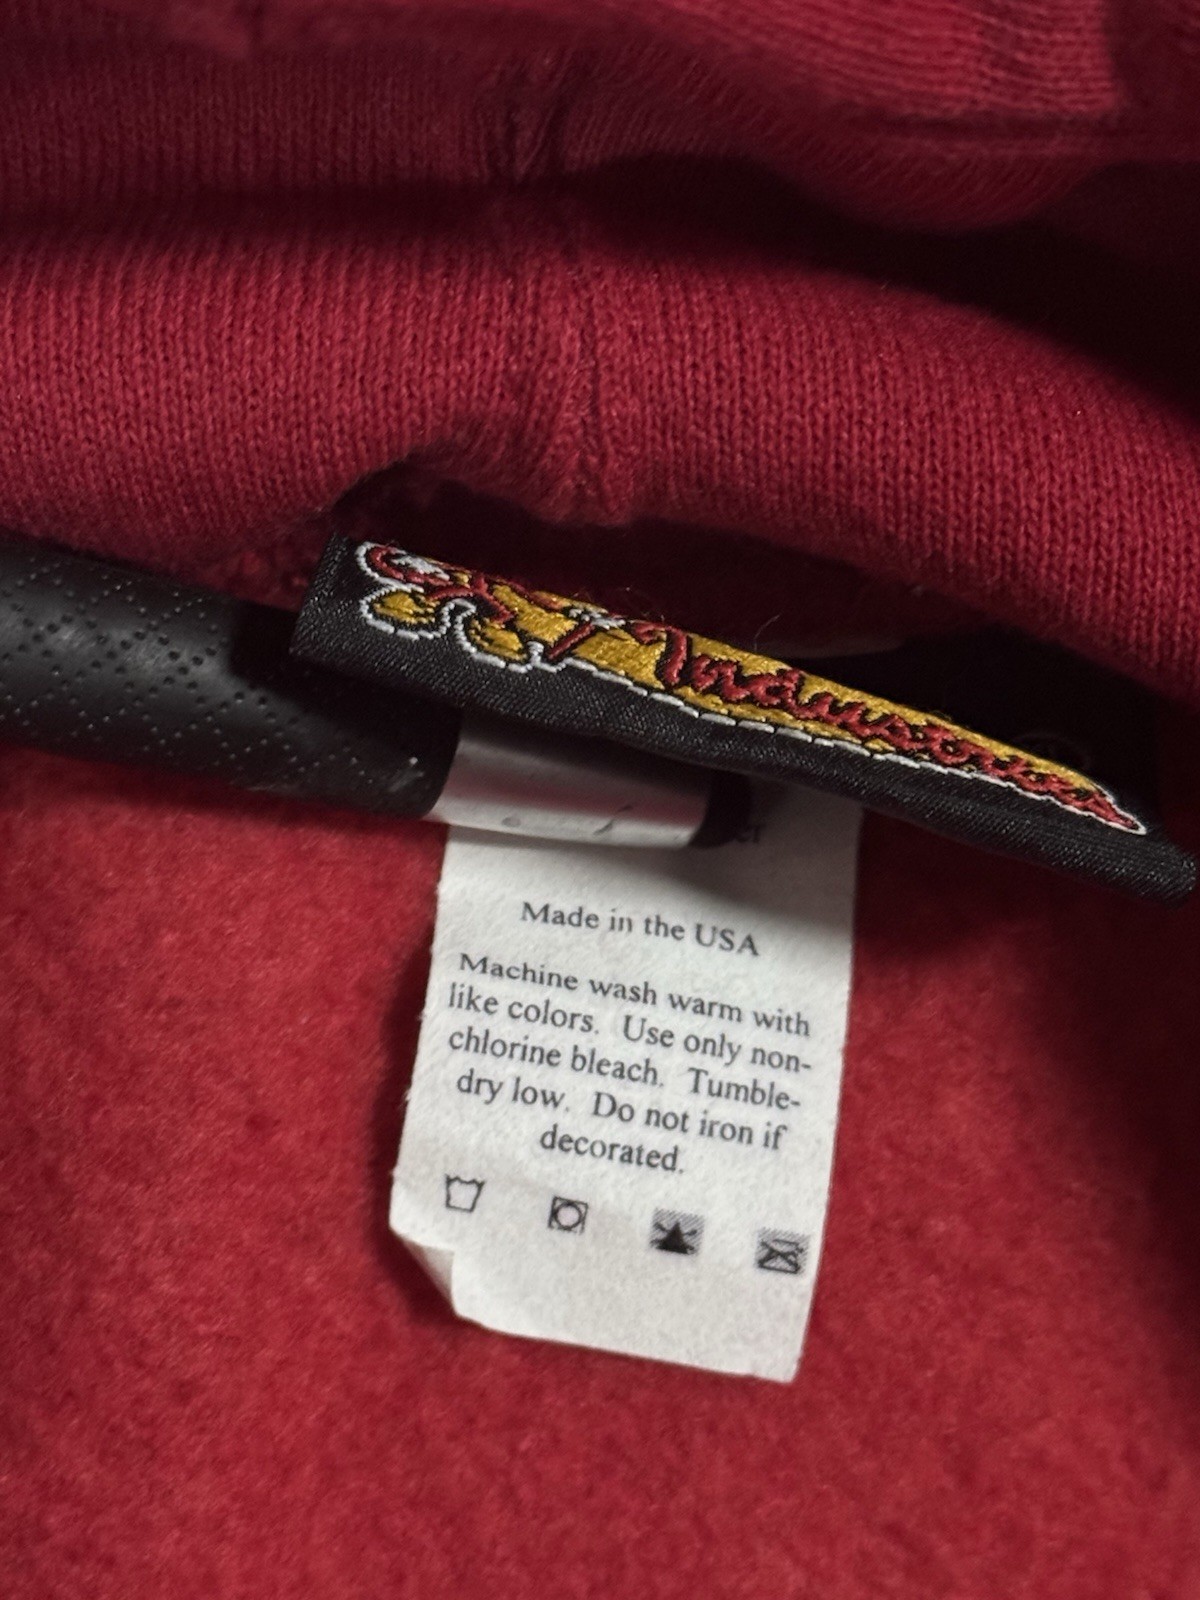 Made in the USA
Machine wash warm with
like colors. Use only non-
chlorine bleach. Tumble-
dry low. Do not iron if
decorated.